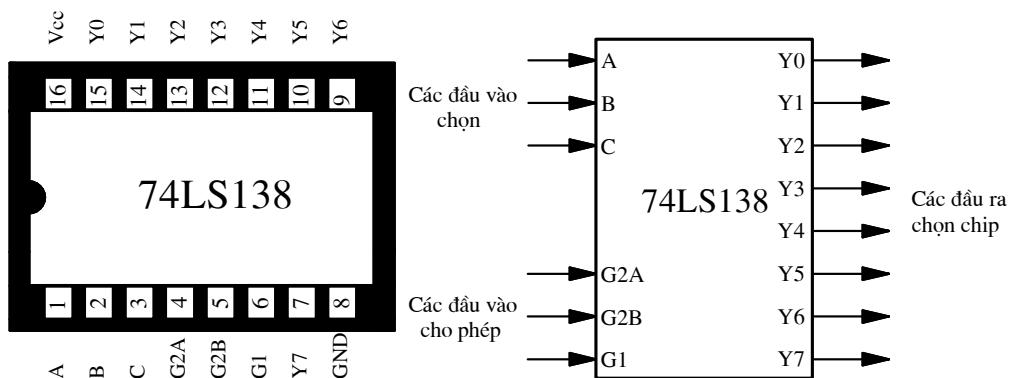 Vcc Y0 Y1 Y2 Y3 Y4 Y5 Y6
16 15 14 13 12 11 10 9
74LS138
1 2 3 4 5 6 7 8
A B C G2A G2B G1 Y7 GND
Các đầu vào
chọn
Các đầu vào
cho phép
A
B
C
G2A
G2B
G1
74LS138
Y0
Y1
Y2
Y3
Y4
Y5
Y6
Y7
Các đầu ra
chọn chip